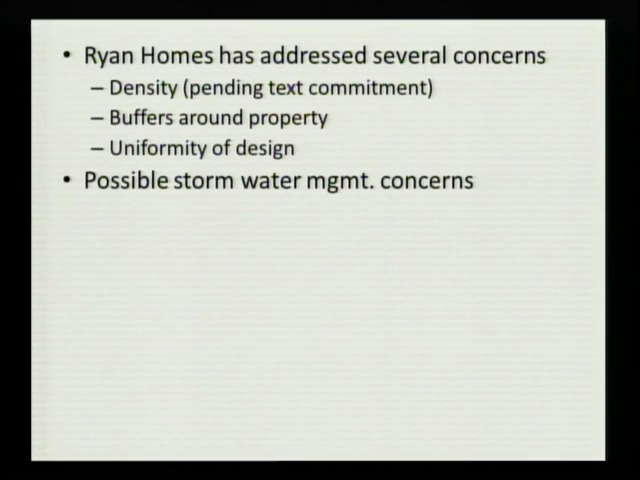 • Ryan Homes has addressed several concerns
– Density (pending text commitment)
– Buffers around property
– Uniformity of design
• Possible storm water mgmt. concerns